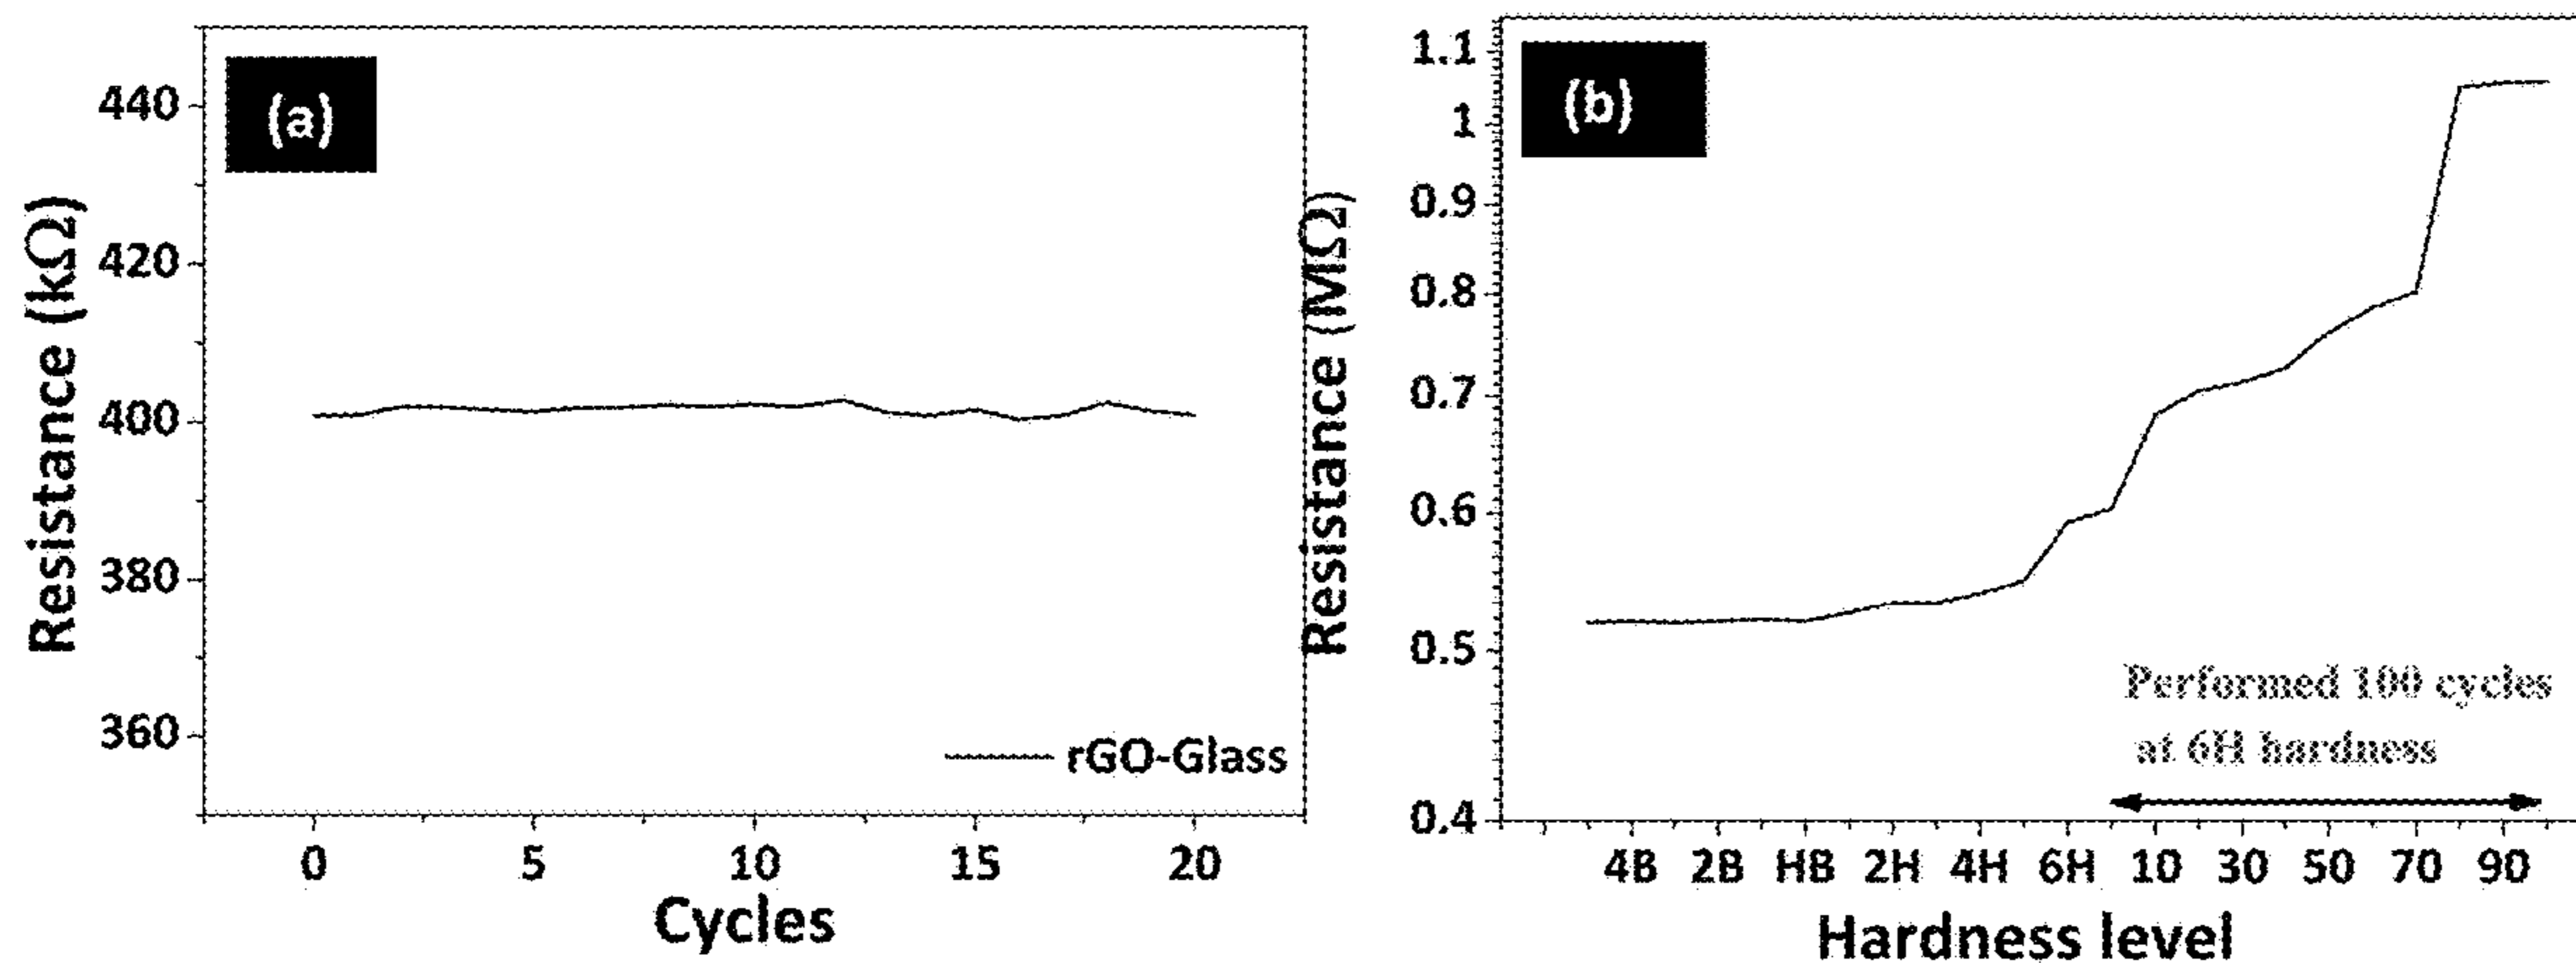 (a)
Resistance (kΩ)
440
420
400
380
360
rGO-Glass
0 5 10 15 20
Cycles
(b)
Resistance (MΩ)
1.1
1
0.9
0.8
0.7
0.6
0.5
0.4
Performed 100 cycles
at 6H hardness
4B 2B HB 2H 4H 6H 10 30 50 70 90
Hardness level